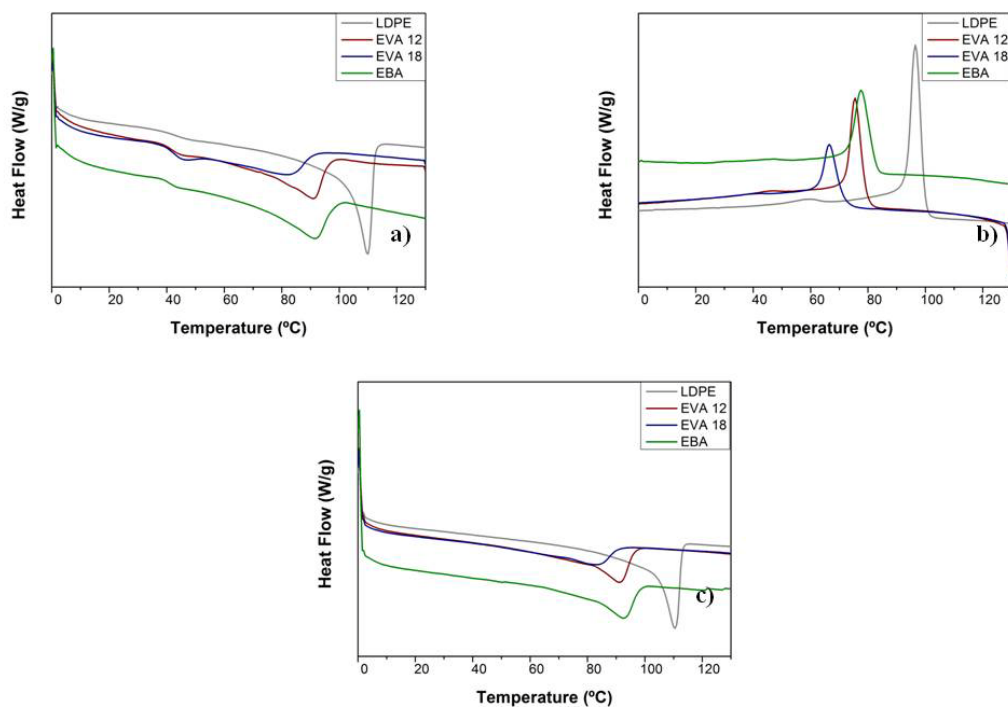 LDPE
EVA 12
EVA 18
EBA
Heat Flow (W/g)
a)
0 20 40 60 80 100 120
Temperature (ºC)
LDPE
EVA 12
EVA 18
EBA
Heat Flow (W/g)
b)
0 20 40 60 80 100 120
Temperature (ºC)
LDPE
EVA 12
EVA 18
EBA
Heat Flow (W/g)
c)
0 20 40 60 80 100 120
Temperature (ºC)